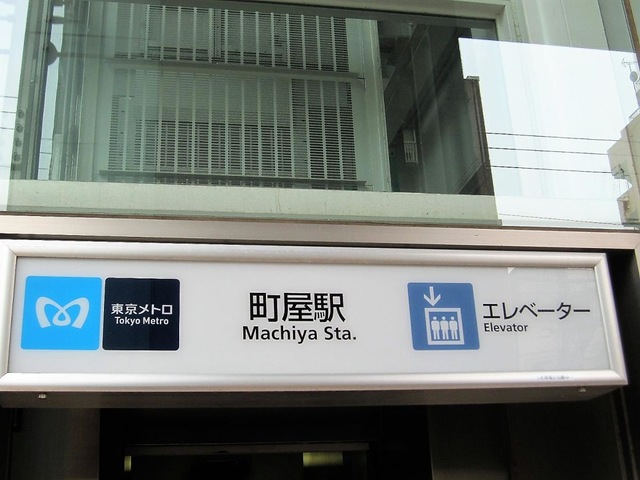 東京メトロ
Tokyo Metro
町屋駅
Machiya Sta.
エレベーター
Elevator